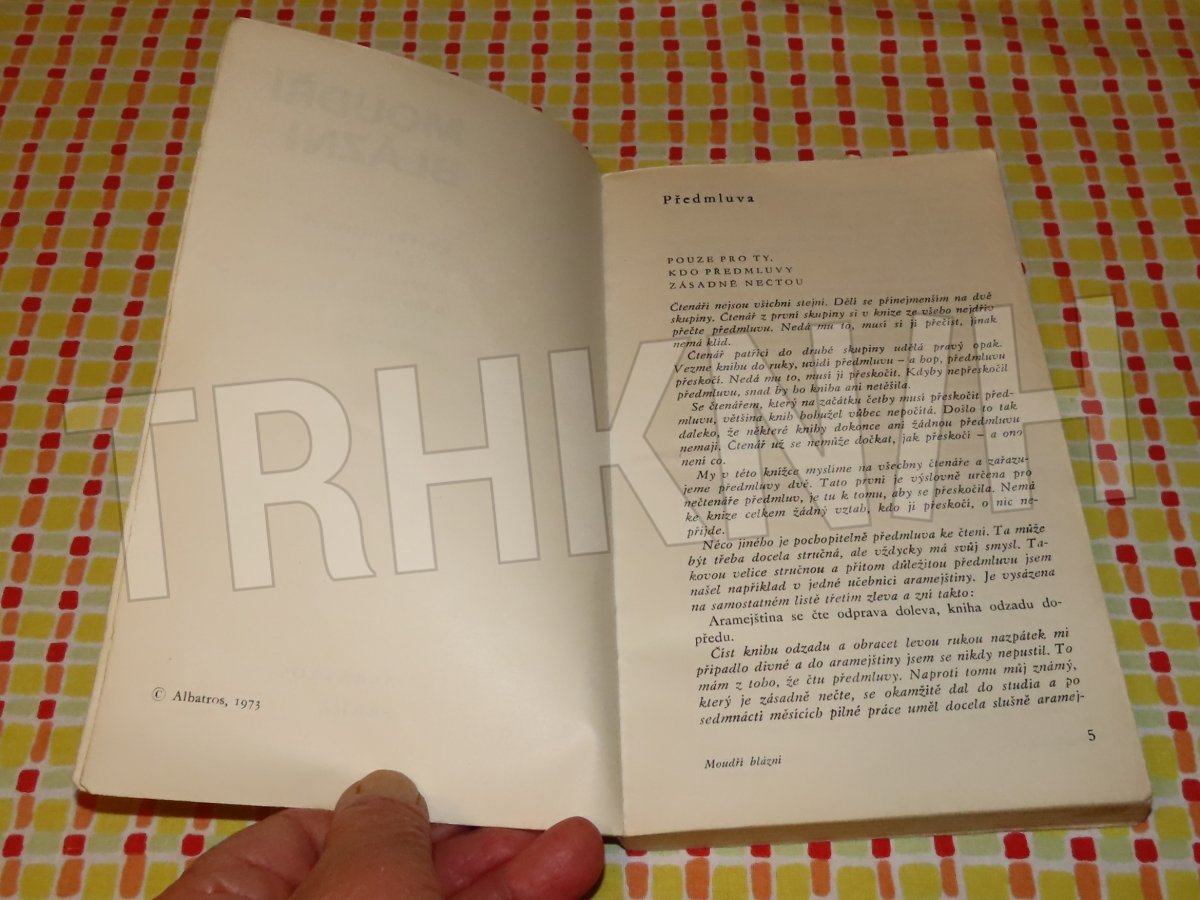 MOUDŘÍ
BLÁZNI
© Albatros, 1973
Předmluva
POUZE PRO TY,
KDO PŘEDMLUVY
ZÁSADNĚ NEČTOU
Čtenáři nejsou všichni stejní. Dělí se přinejmenším na dvě
skupiny. Čtenář z první skupiny si v knize ze všeho nejdřív
přečte předmluvu. Nedá mu to, musí si ji přečíst, jinak
nemá klid.
Čtenář patřící do druhé skupiny udělá pravý opak.
Vezme knihu do ruky, uvidí předmluvu – a hop, předmluvu
přeskočí. Nedá mu to, musí ji přeskočit. Kdyby nepřeskočil
předmluvu, snad by ho kniha ani netěšila.
Se čtenářem, který na začátku četby musí přeskočit před-
mluvu, většina knih bohužel vůbec nepočítá. Došlo to tak
daleko, že některé knihy dokonce ani žádnou předmluvu
nemají. Čtenář už se nemůže dočkat, jak přeskočí – a ono
není co.
My v této knížce myslíme na všechny čtenáře a zařazu-
jeme předmluvy dvě. Tato první je výslovně určena pro
nečtenáře předmluv, je tu k tomu, aby se přeskočila. Nemá
ke knize celkem žádný vztah, kdo ji přeskočí, o nic ne-
přijde.
Něco jiného je pochopitelně předmluva ke čtení. Ta může
být třeba docela stručná, ale vždycky má svůj smysl. Ta-
kovou velice stručnou a přitom důležitou předmluvu jsem
našel například v jedné učebnici aramejštiny. Je vysázena
na samostatném listě třetím zleva a zní takto:
Aramejština se čte odprava doleva, kniha odzadu do-
předu.
Číst knihu odzadu a obracet levou rukou nazpátek mi
připadlo divné a do aramejštiny jsem se nikdy nepustil. To
mám z toho, že čtu předmluvy. Naproti tomu můj známý,
který je zásadně nečte, se okamžitě dal do studia a po
sedmnácti měsících pilné práce uměl docela slušně aramej-
5
Moudří blázni
TRHKNIH